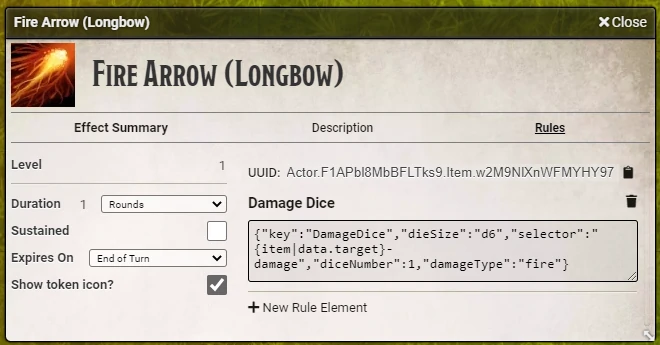 Fire Arrow (Longbow)
Close
Fire Arrow (Longbow)
Effect Summary
Description
Rules
Level 1
Duration 1 Rounds
Sustained
Expires On End of Turn
Show token icon?
UUID: Actor.F1APbl8MbBFLTks9.Item.w2M9NlXnWFMYHY97
Damage Dice
{"key":"DamageDice","dieSize":"d6","selector":"
{item|data.target}-
damage","diceNumber":1,"damageType":"fire"}
New Rule Element